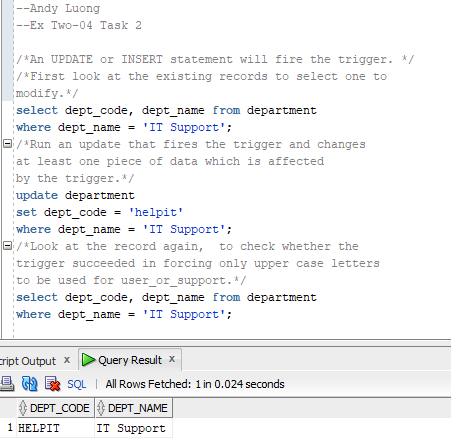 --Andy Luong
--Ex Two-04 Task 2
/*An UPDATE or INSERT statement will fire the trigger. */
/*First look at the existing records to select one to
modify.*/
select dept_code, dept_name from department
where dept_name = 'IT Support';
/*Run an update that fires the trigger and changes
at least one piece of data which is affected
by the trigger.*/
update department
set dept_code = 'helpit'
where dept_name = 'IT Support';
/*Look at the record again,  to check whether the
trigger succeeded in forcing only upper case letters
to be used for user_or_support.*/
select dept_code, dept_name from department
where dept_name = 'IT Support';
cript Output x Query Result x
SQL | All Rows Fetched: 1 in 0.024 seconds
DEPT_CODE DEPT_NAME
1 HELPIT IT Support